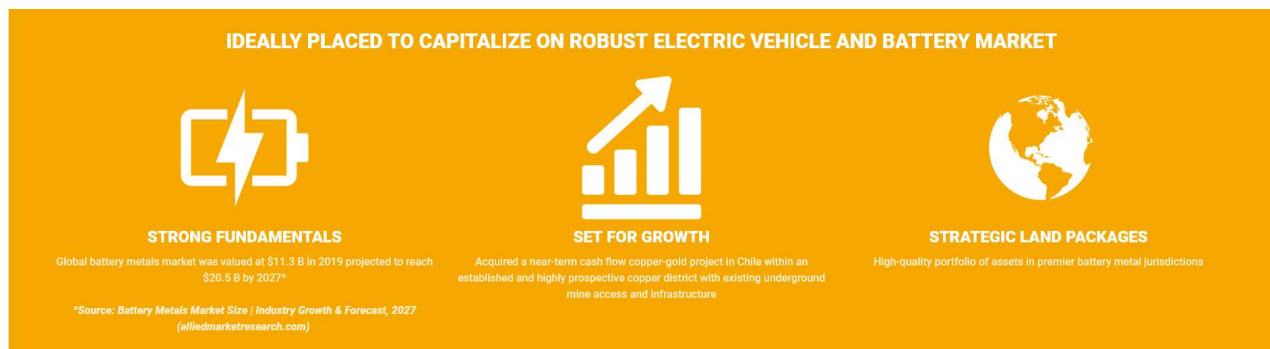 IDEALLY PLACED TO CAPITALIZE ON ROBUST ELECTRIC VEHICLE AND BATTERY MARKET
STRONG FUNDAMENTALS
Global battery metals market was valued at $11.3 B in 2019 projected to reach
$20.5 B by 2027*
*Source: Battery Metals Market Size | Industry Growth & Forecast, 2027
(alliedmarketresearch.com)
SET FOR GROWTH
Acquired a near-term cash flow copper-gold project in Chile within an
established and highly prospective copper district with existing underground
mine access and infrastructure
STRATEGIC LAND PACKAGES
High-quality portfolio of assets in premier battery metal jurisdictions